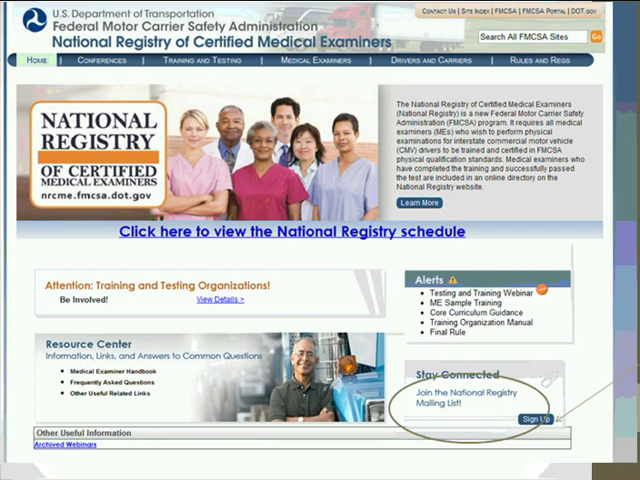 U.S. Department of Transportation
Federal Motor Carrier Safety Administration
National Registry of Certified Medical Examiners
Contact Us | Site Index | FMCSA | FMCSA Portal | DOT.gov
Search All FMCSA Sites
Go
Home | Conferences | Training and Testing | Medical Examiners | Drivers and Carriers | Rules and Regs
NATIONAL
REGISTRY
OF CERTIFIED
MEDICAL EXAMINERS
nrcme.fmcsa.dot.gov
The National Registry of Certified Medical Examiners
(National Registry) is a new Federal Motor Carrier Safety
Administration (FMCSA) program. It requires all medical
examiners (MEs) who wish to perform physical
examinations for interstate commercial motor vehicle
(CMV) drivers to be trained and certified in FMCSA
physical qualification standards. Medical examiners who
have completed the training and successfully passed
the test are included in an online directory on the
National Registry website.
Learn More
Click here to view the National Registry schedule
Attention: Training and Testing Organizations!
Be Involved!
View Details >
Alerts
Testing and Training Webinar
ME Sample Training
Core Curriculum Guidance
Training Organization Manual
Final Rule
Resource Center
Information, Links, and Answers to Common Questions
Medical Examiner Handbook
Frequently Asked Questions
Other Useful Related Links
Stay Connected
Join the National Registry
Mailing List!
Sign Up
Other Useful Information
Archived Webinars